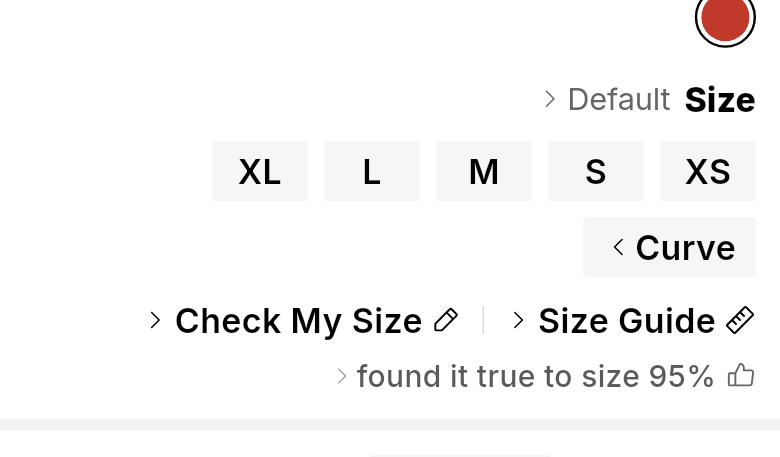 Size Default
XS S M L XL
Curve
Size Guide Check My Size
95% found it true to size